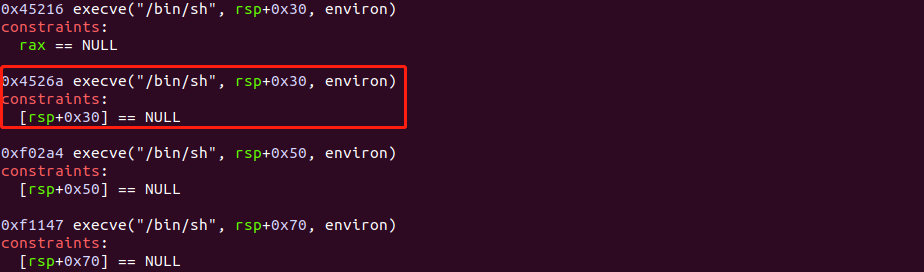 0x45216 execve("/bin/sh", rsp+0x30, environ)
constraints:
  rax == NULL
0x4526a execve("/bin/sh", rsp+0x30, environ)
constraints:
  [rsp+0x30] == NULL
0xf02a4 execve("/bin/sh", rsp+0x50, environ)
constraints:
  [rsp+0x50] == NULL
0xf1147 execve("/bin/sh", rsp+0x70, environ)
constraints:
  [rsp+0x70] == NULL